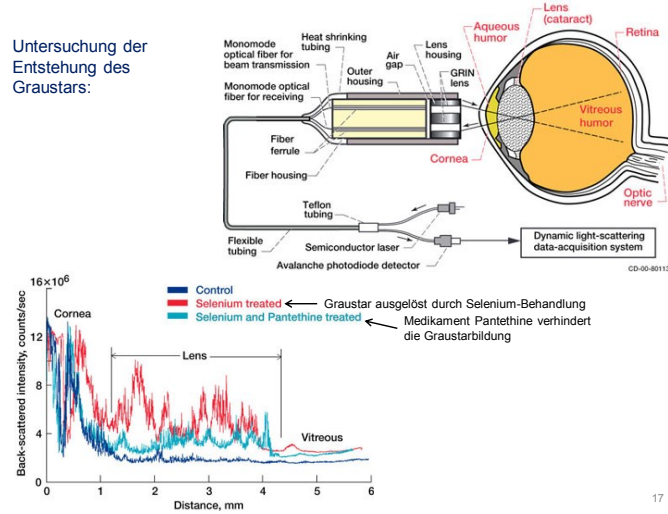 Untersuchung der
Entstehung des
Graustars:
Monomode
optical fiber for
beam transmission
Monomode optical
fiber for receiving
Heat shrinking
tubing
Outer
housing
Air
gap
Lens
housing
GRIN
lens
Aqueous
humor
Lens
(cataract)
Retina
Vitreous
humor
Cornea
Optic
nerve
Fiber
ferrule
Fiber housing
Teflon
tubing
Flexible
tubing
Semiconductor laser
Avalanche photodiode detector
Dynamic light-scattering
data-acquisition system
CD-00-80113
Control
Selenium treated
Graustar ausgelöst durch Selenium-Behandlung
Selenium and Pantethine treated
Medikament Pantethine verhindert
die Graustarbildung
Back-scattered intensity, counts/sec
16×10⁶
12
8
4
0
Cornea
Lens
Vitreous
0 1 2 3 4 5 6
Distance, mm
17